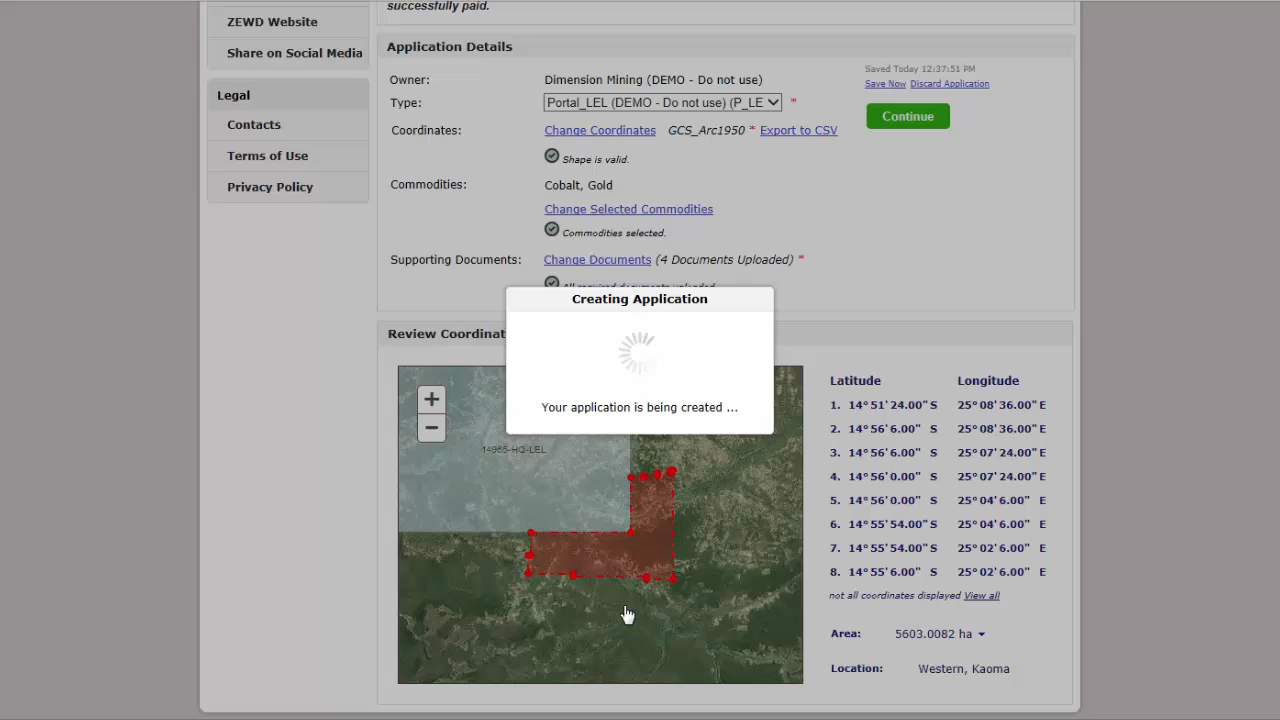 successfully paid.
ZEWD Website
Share on Social Media
Legal
Contacts
Terms of Use
Privacy Policy
Application Details
Owner: Dimension Mining (DEMO - Do not use)
Type: Portal_LEL (DEMO - Do not use) (P_LE *
Coordinates: Change Coordinates GCS_Arc1950 * Export to CSV
Shape is valid.
Commodities: Cobalt, Gold
Change Selected Commodities
Commodities selected.
Supporting Documents: Change Documents (4 Documents Uploaded) *
All required documents uploaded.
Saved Today 12:37:51 PM
Save Now Discard Application
Continue
Creating Application
Your application is being created ...
Review Coordinat
+
−
14965-HQ-LEL
Latitude Longitude
1. 14° 51' 24.00" S 25° 08' 36.00" E
2. 14° 56' 6.00" S 25° 08' 36.00" E
3. 14° 56' 6.00" S 25° 07' 24.00" E
4. 14° 56' 0.00" S 25° 07' 24.00" E
5. 14° 56' 0.00" S 25° 04' 6.00" E
6. 14° 55' 54.00" S 25° 04' 6.00" E
7. 14° 55' 54.00" S 25° 02' 6.00" E
8. 14° 55' 6.00" S 25° 02' 6.00" E
not all coordinates displayed View all
Area: 5603.0082 ha
Location: Western, Kaoma